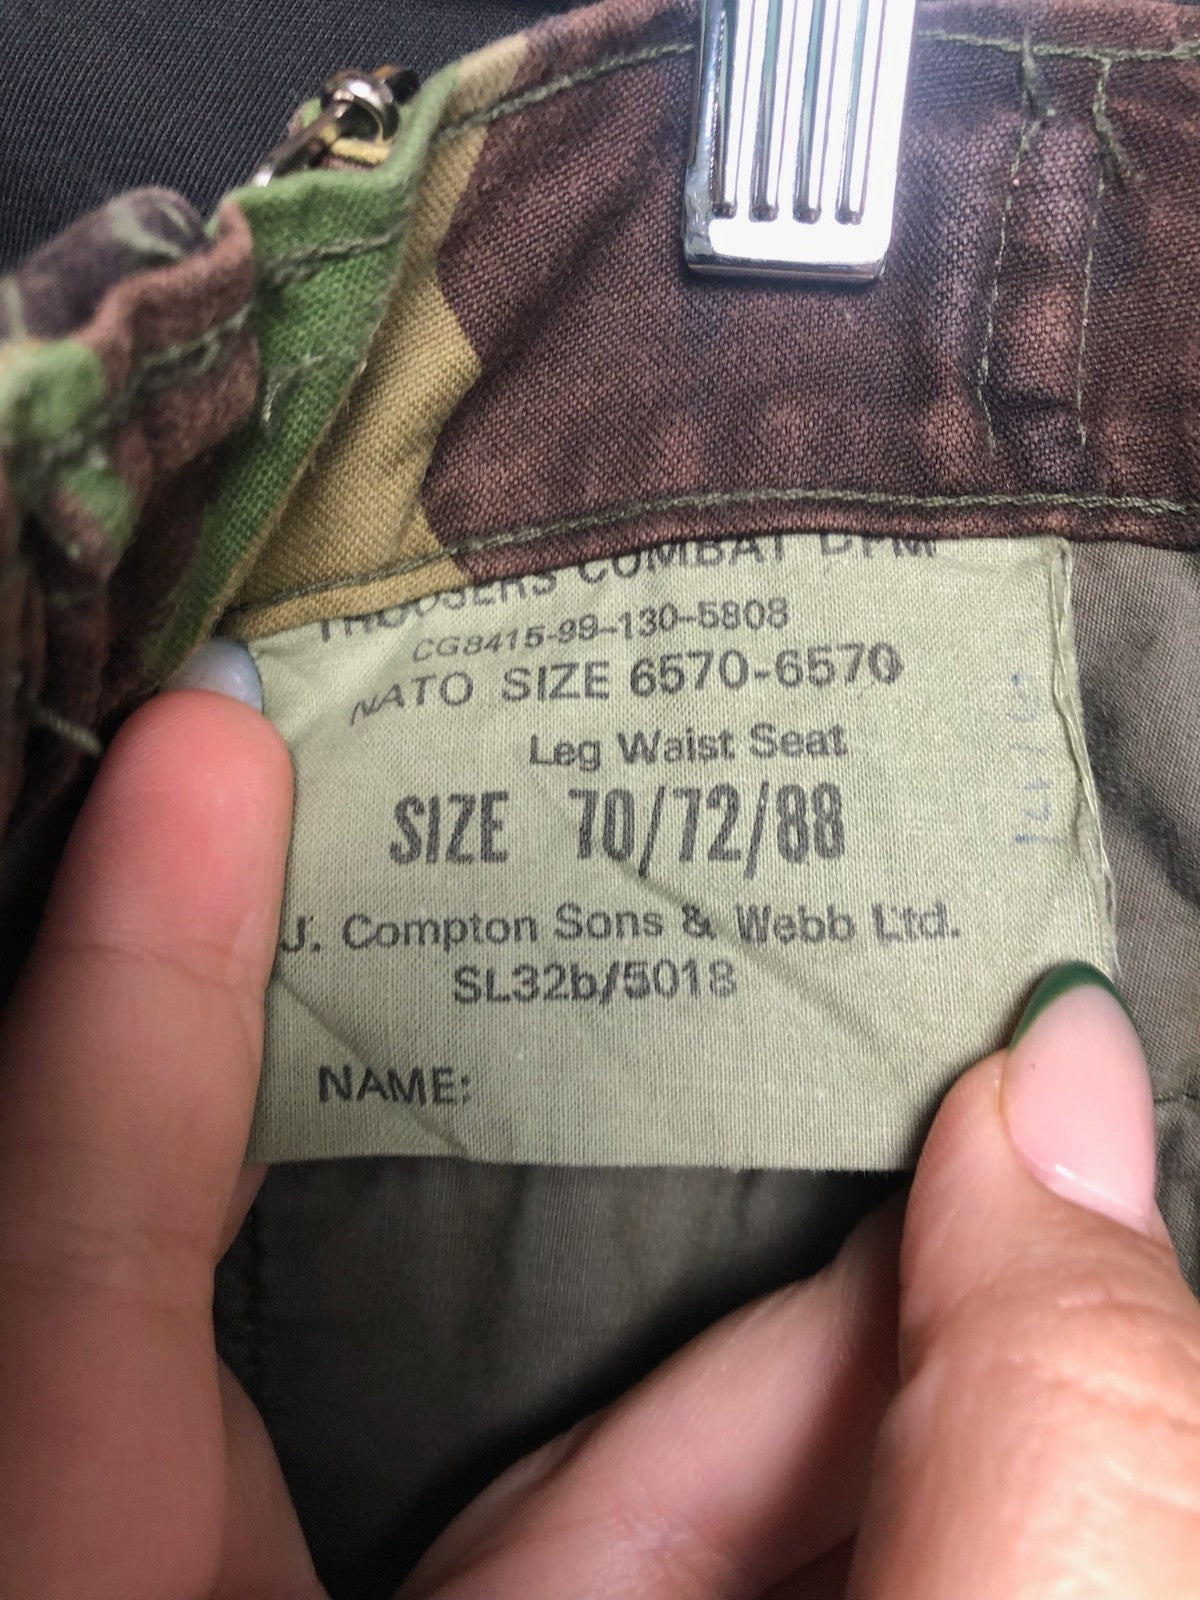 TROUSERS COMBAT DPM
CG8415-99-130-5808
NATO SIZE 6570-6570
Leg Waist Seat
SIZE 70/72/88
J. Compton Sons & Webb Ltd.
SL32b/5018
NAME: